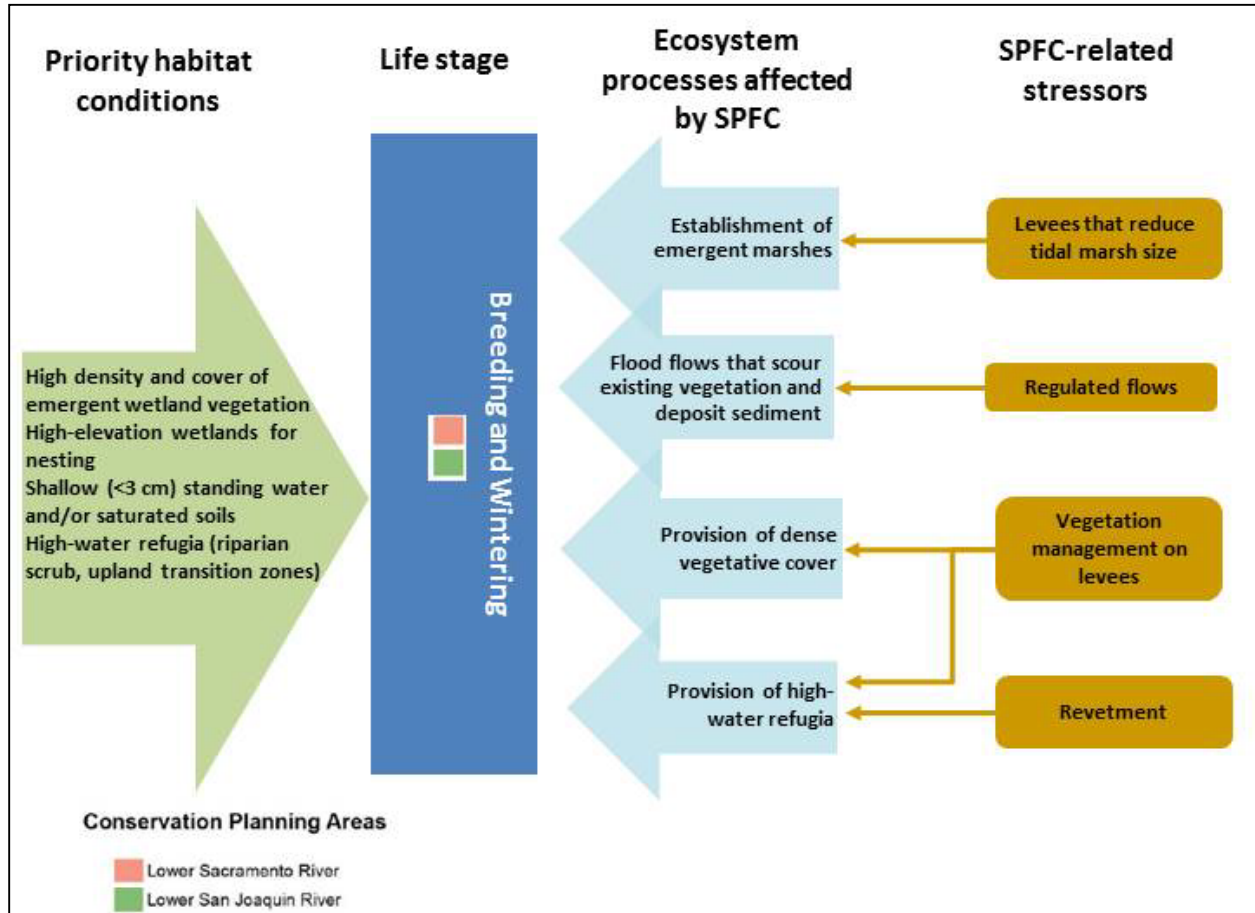 Priority habitat
conditions
Life stage
Ecosystem
processes affected
by SPFC
SPFC-related
stressors
High density and cover of
emergent wetland vegetation
High-elevation wetlands for
nesting
Shallow (<3 cm) standing water
and/or saturated soils
High-water refugia (riparian
scrub, upland transition zones)
Breeding and Wintering
Establishment of
emergent marshes
Levees that reduce
tidal marsh size
Flood flows that scour
existing vegetation and
deposit sediment
Regulated flows
Provision of dense
vegetative cover
Vegetation
management on
levees
Provision of high-
water refugia
Revetment
Conservation Planning Areas
Lower Sacramento River
Lower San Joaquin River